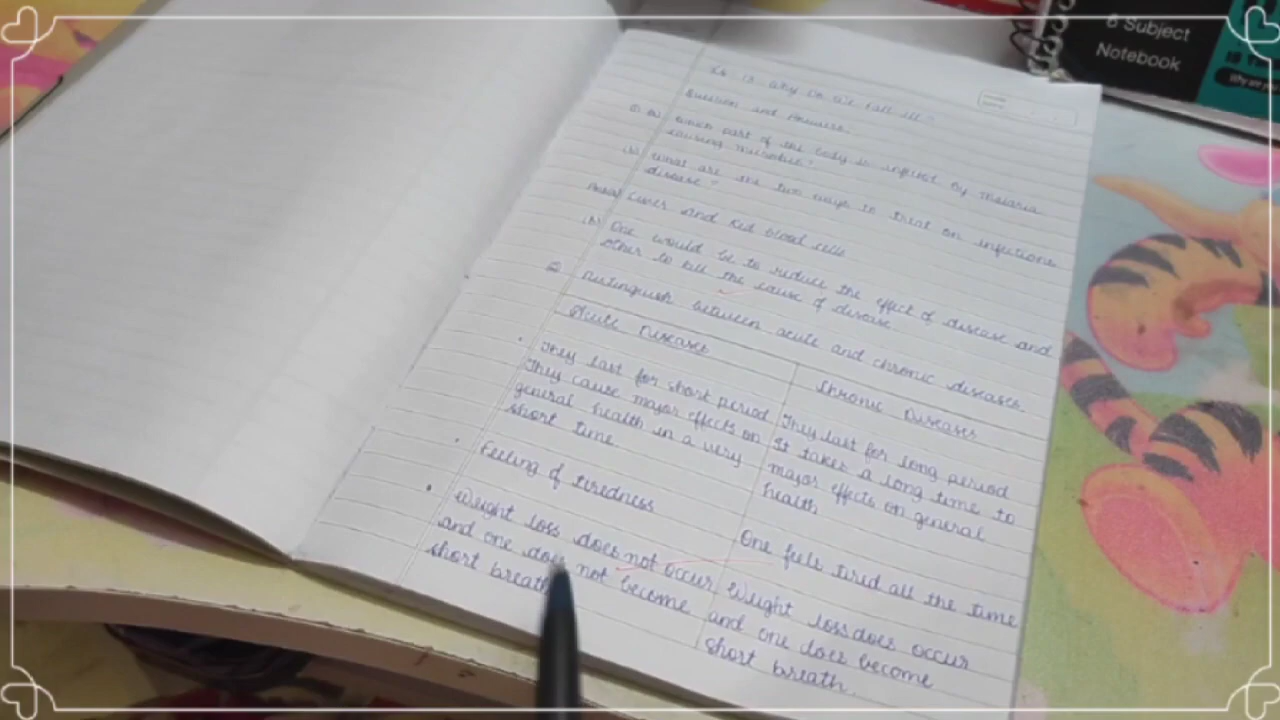 6 Subject
Notebook
Ls is why do we fall ill?
Question and Answers.
(1) (a) which part of the body is infected by malaria
causing microbe?
(b) what are the two ways to treat an infectious
disease?
Ans(a) Liver and Red blood cells
(b) One would be to reduce the effect of disease and
other to kill the cause of disease.
(2) Distinguish between acute and chronic diseases.
Acute Diseases
• They last for short period
They cause major effects on
general health in a very
short time.
• Feeling of tiredness
• Weight loss does not occur
and one does not become
short breath
Chronic Diseases
They last for long period
It takes a long time to
major effects on general
health
One feels tired all the time
Weight loss does occur
and one does become
short breath.